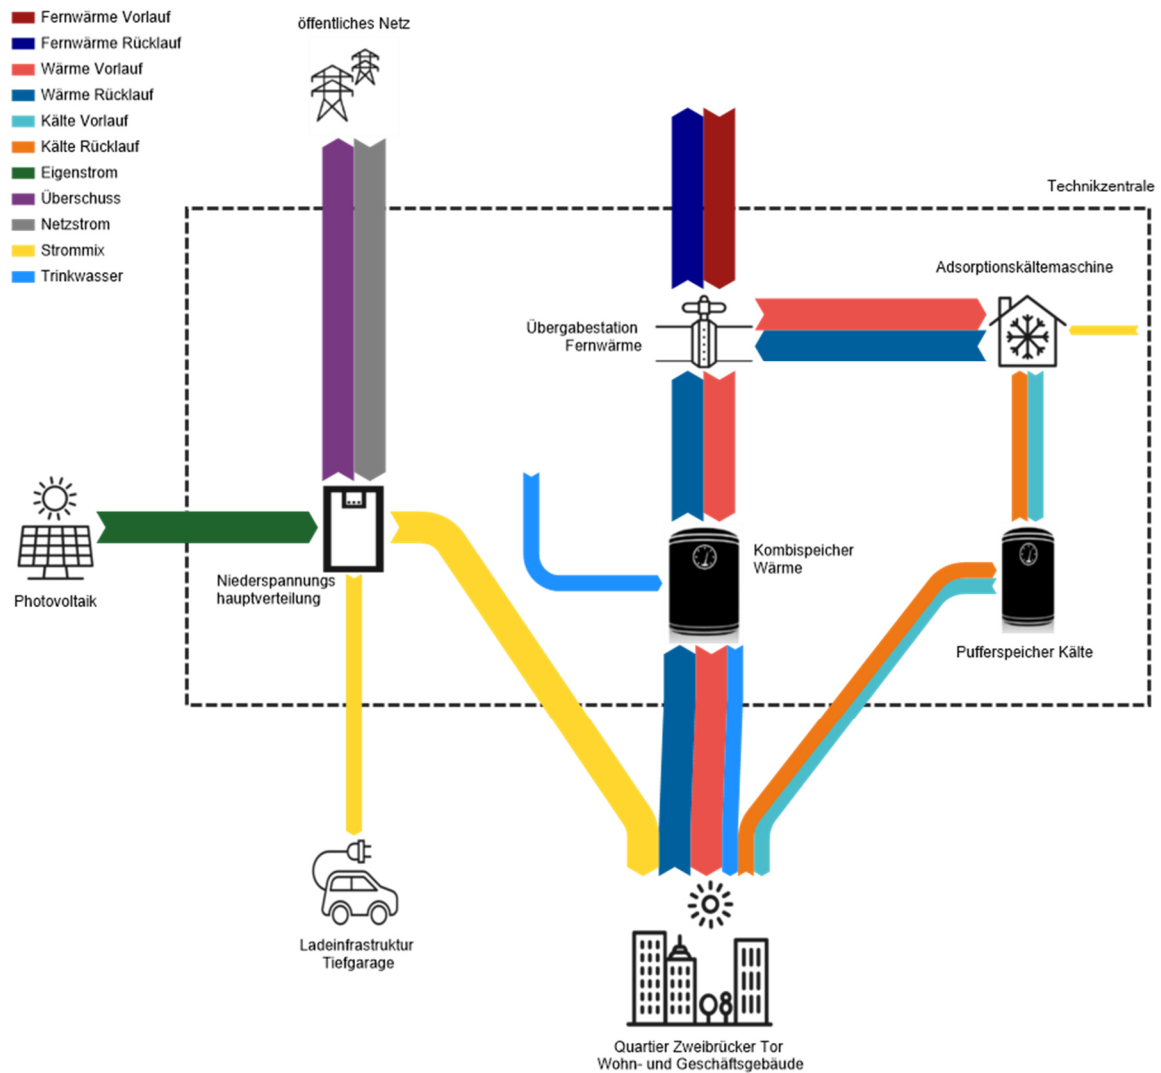 Fernwärme Vorlauf
Fernwärme Rücklauf
Wärme Vorlauf
Wärme Rücklauf
Kälte Vorlauf
Kälte Rücklauf
Eigenstrom
Überschuss
Netzstrom
Strommix
Trinkwasser
öffentliches Netz
Technikzentrale
Adsorptionskältemaschine
Übergabestation
Fernwärme
Kombispeicher
Wärme
Niederspannungs
hauptverteilung
Photovoltaik
Pufferspeicher Kälte
Ladeinfrastruktur
Tiefgarage
Quartier Zweibrücker Tor
Wohn- und Geschäftsgebäude